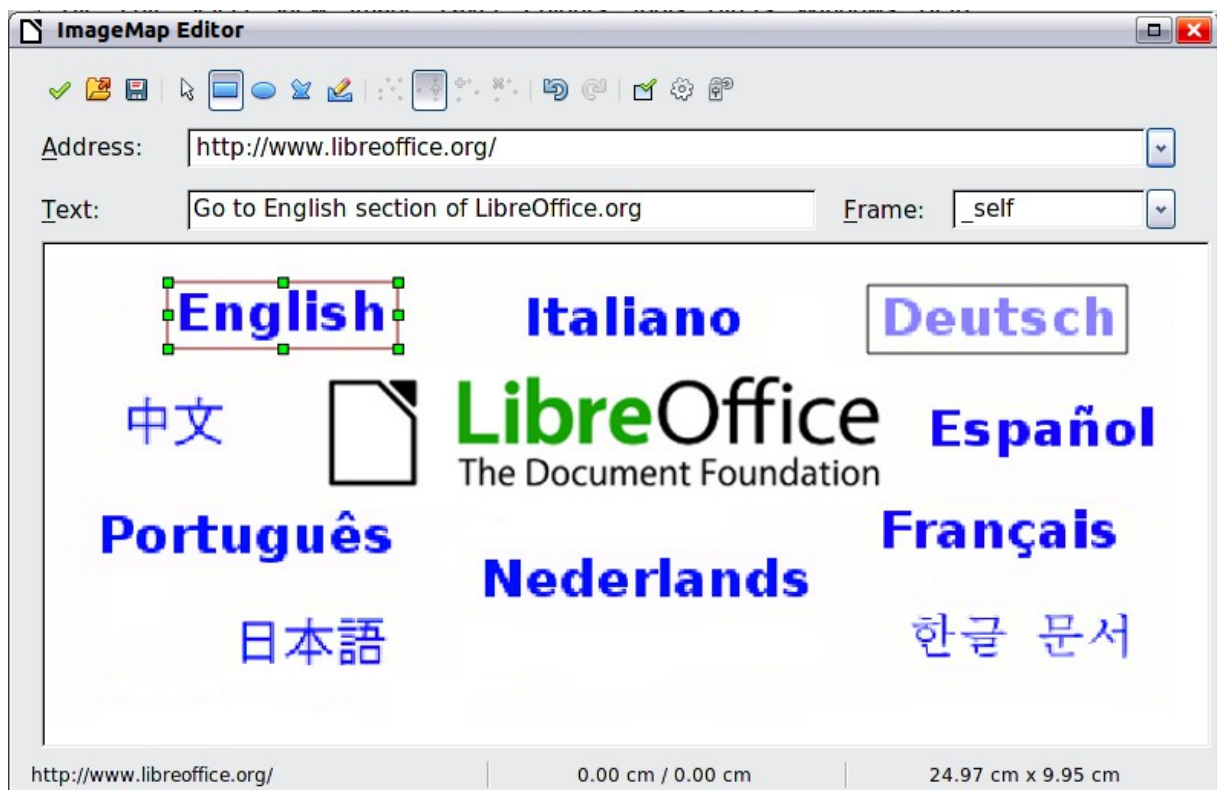 ImageMap Editor
Address: http://www.libreoffice.org/
Text: Go to English section of LibreOffice.org Frame: _self
English Italiano Deutsch
中文 LibreOffice Español
The Document Foundation
Português Français
Nederlands
日本語 한글 문서
http://www.libreoffice.org/ 0.00 cm / 0.00 cm 24.97 cm x 9.95 cm